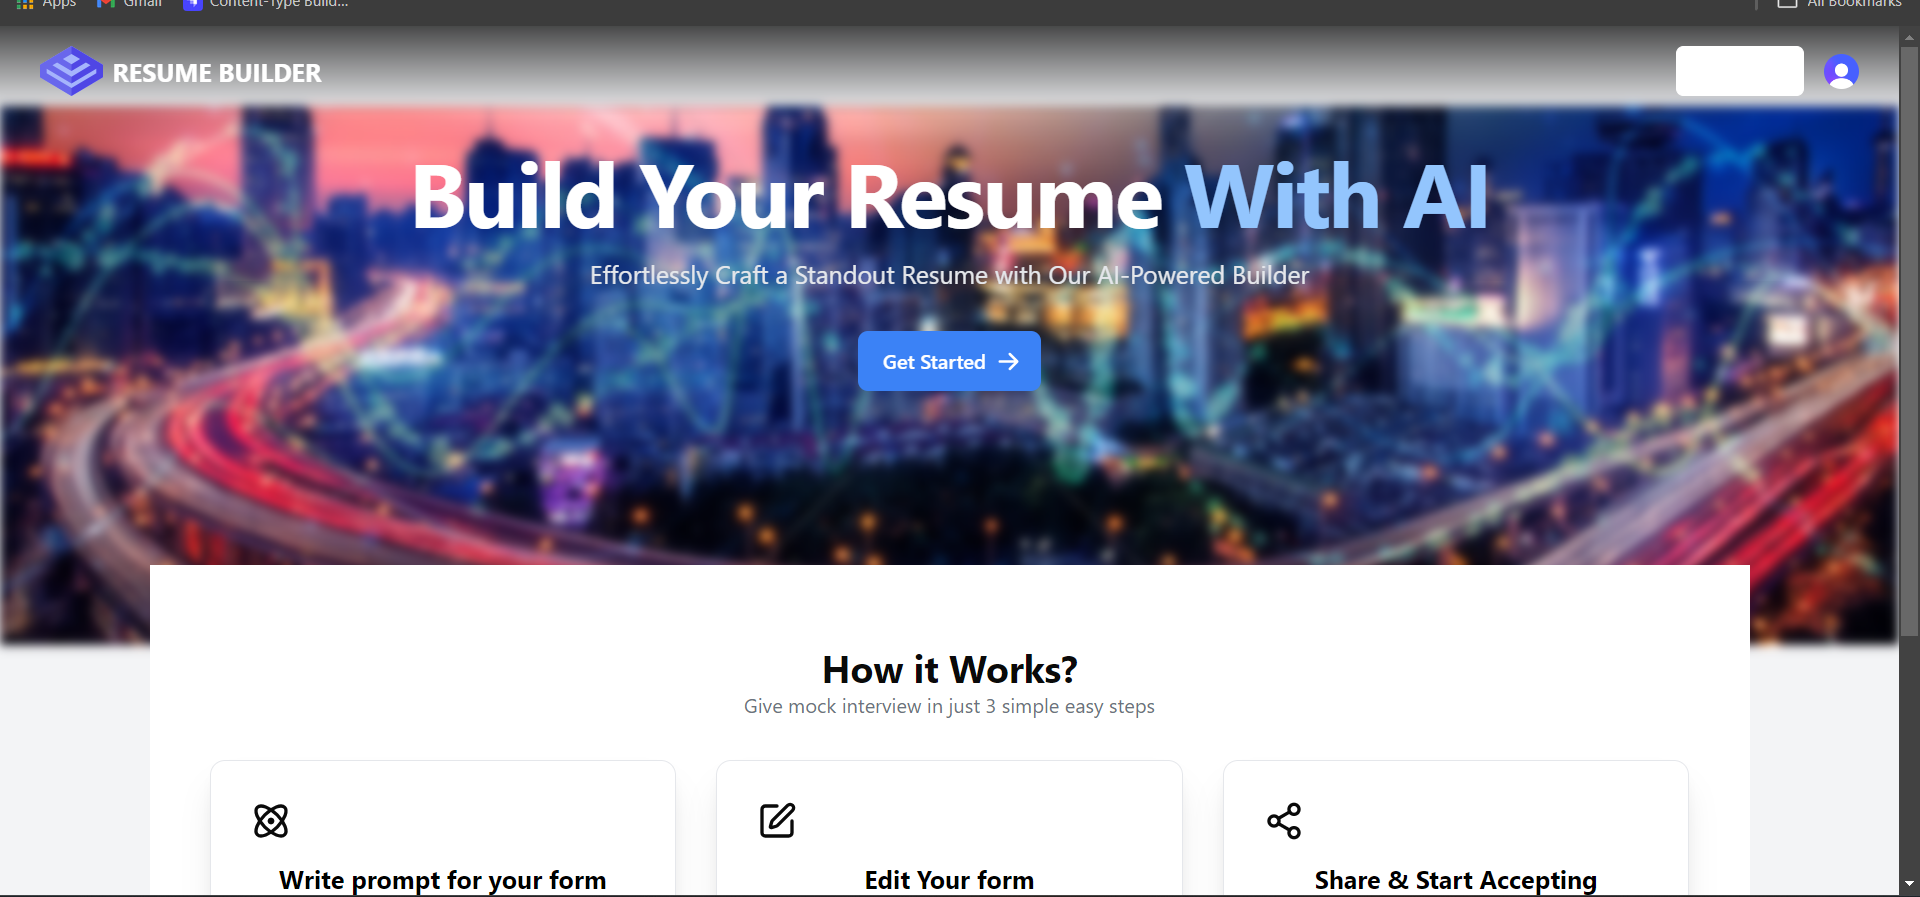 Apps Gmail Content-Type Build... All Bookmarks
RESUME BUILDER
Build Your Resume With AI
Effortlessly Craft a Standout Resume with Our AI-Powered Builder
Get Started
How it Works?
Give mock interview in just 3 simple easy steps
Write prompt for your form
Edit Your form
Share & Start Accepting